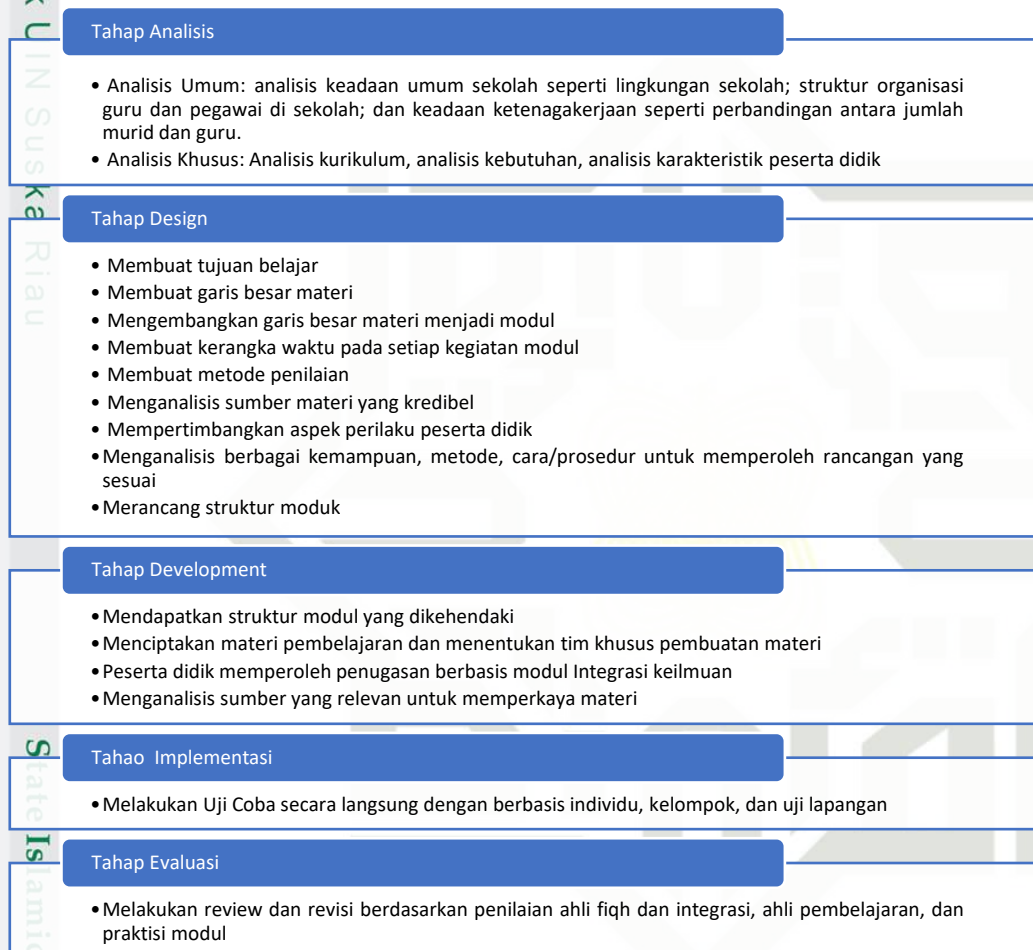 Tahap Analisis
• Analisis Umum: analisis keadaan umum sekolah seperti lingkungan sekolah; struktur organisasi
guru dan pegawai di sekolah; dan keadaan ketenagakerjaan seperti perbandingan antara jumlah
murid dan guru.
• Analisis Khusus: Analisis kurikulum, analisis kebutuhan, analisis karakteristik peserta didik
Tahap Design
• Membuat tujuan belajar
• Membuat garis besar materi
• Mengembangkan garis besar materi menjadi modul
• Membuat kerangka waktu pada setiap kegiatan modul
• Membuat metode penilaian
• Menganalisis sumber materi yang kredibel
• Mempertimbangkan aspek perilaku peserta didik
•Menganalisis berbagai kemampuan, metode, cara/prosedur untuk memperoleh rancangan yang
sesuai
•Merancang struktur moduk
Tahap Development
•Mendapatkan struktur modul yang dikehendaki
•Menciptakan materi pembelajaran dan menentukan tim khusus pembuatan materi
•Peserta didik memperoleh penugasan berbasis modul Integrasi keilmuan
•Menganalisis sumber yang relevan untuk memperkaya materi
Tahao Implementasi
•Melakukan Uji Coba secara langsung dengan berbasis individu, kelompok, dan uji lapangan
Tahap Evaluasi
•Melakukan review dan revisi berdasarkan penilaian ahli fiqh dan integrasi, ahli pembelajaran, dan
praktisi modul
k UIN Suska Riau
State Islamic